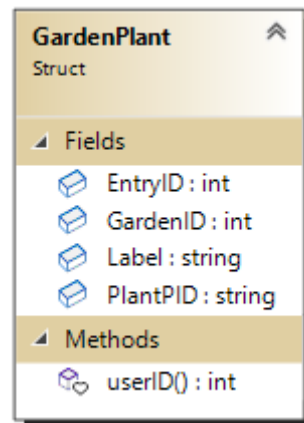 GardenPlant
Struct
Fields
EntryID : int
GardenID : int
Label : string
PlantPID : string
Methods
userID() : int